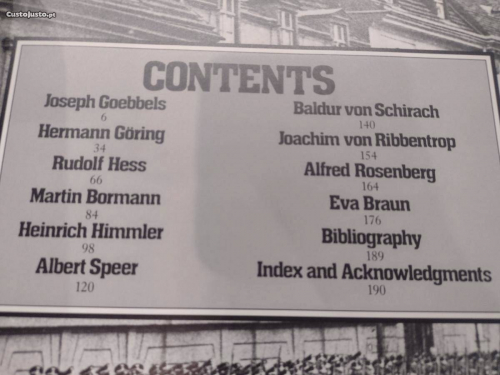 CustoJusto.pt
CONTENTS
Joseph Goebbels
6
Hermann Göring
34
Rudolf Hess
66
Martin Bormann
84
Heinrich Himmler
98
Albert Speer
120
Baldur von Schirach
140
Joachim von Ribbentrop
154
Alfred Rosenberg
164
Eva Braun
176
Bibliography
189
Index and Acknowledgments
190